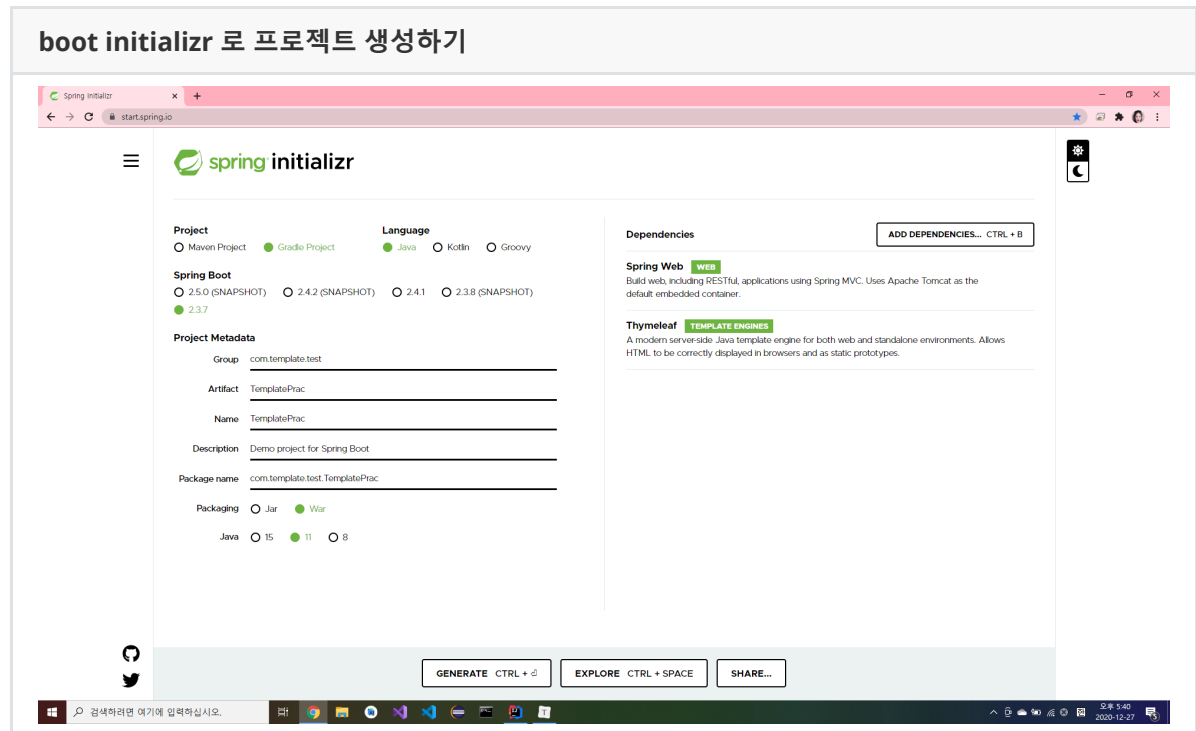 boot initializr 로 프로젝트 생성하기
Spring Initializr
start.spring.io
spring initializr
Project
Language
Maven Project Gradle Project
Java Kotlin Groovy
Spring Boot
2.5.0 (SNAPSHOT) 2.4.2 (SNAPSHOT) 2.4.1 2.3.8 (SNAPSHOT)
2.3.7
Project Metadata
Group com.template.test
Artifact TemplatePrac
Name TemplatePrac
Description Demo project for Spring Boot
Package name com.template.test.TemplatePrac
Packaging Jar War
Java 15 11 8
Dependencies
ADD DEPENDENCIES... CTRL + B
Spring Web WEB
Build web, including RESTful, applications using Spring MVC. Uses Apache Tomcat as the
default embedded container.
Thymeleaf TEMPLATE ENGINES
A modern server-side Java template engine for both web and standalone environments. Allows
HTML to be correctly displayed in browsers and as static prototypes.
GENERATE CTRL + ⏎
EXPLORE CTRL + SPACE
SHARE...
검색하려면 여기에 입력하십시오.
오후 5:40
2020-12-27